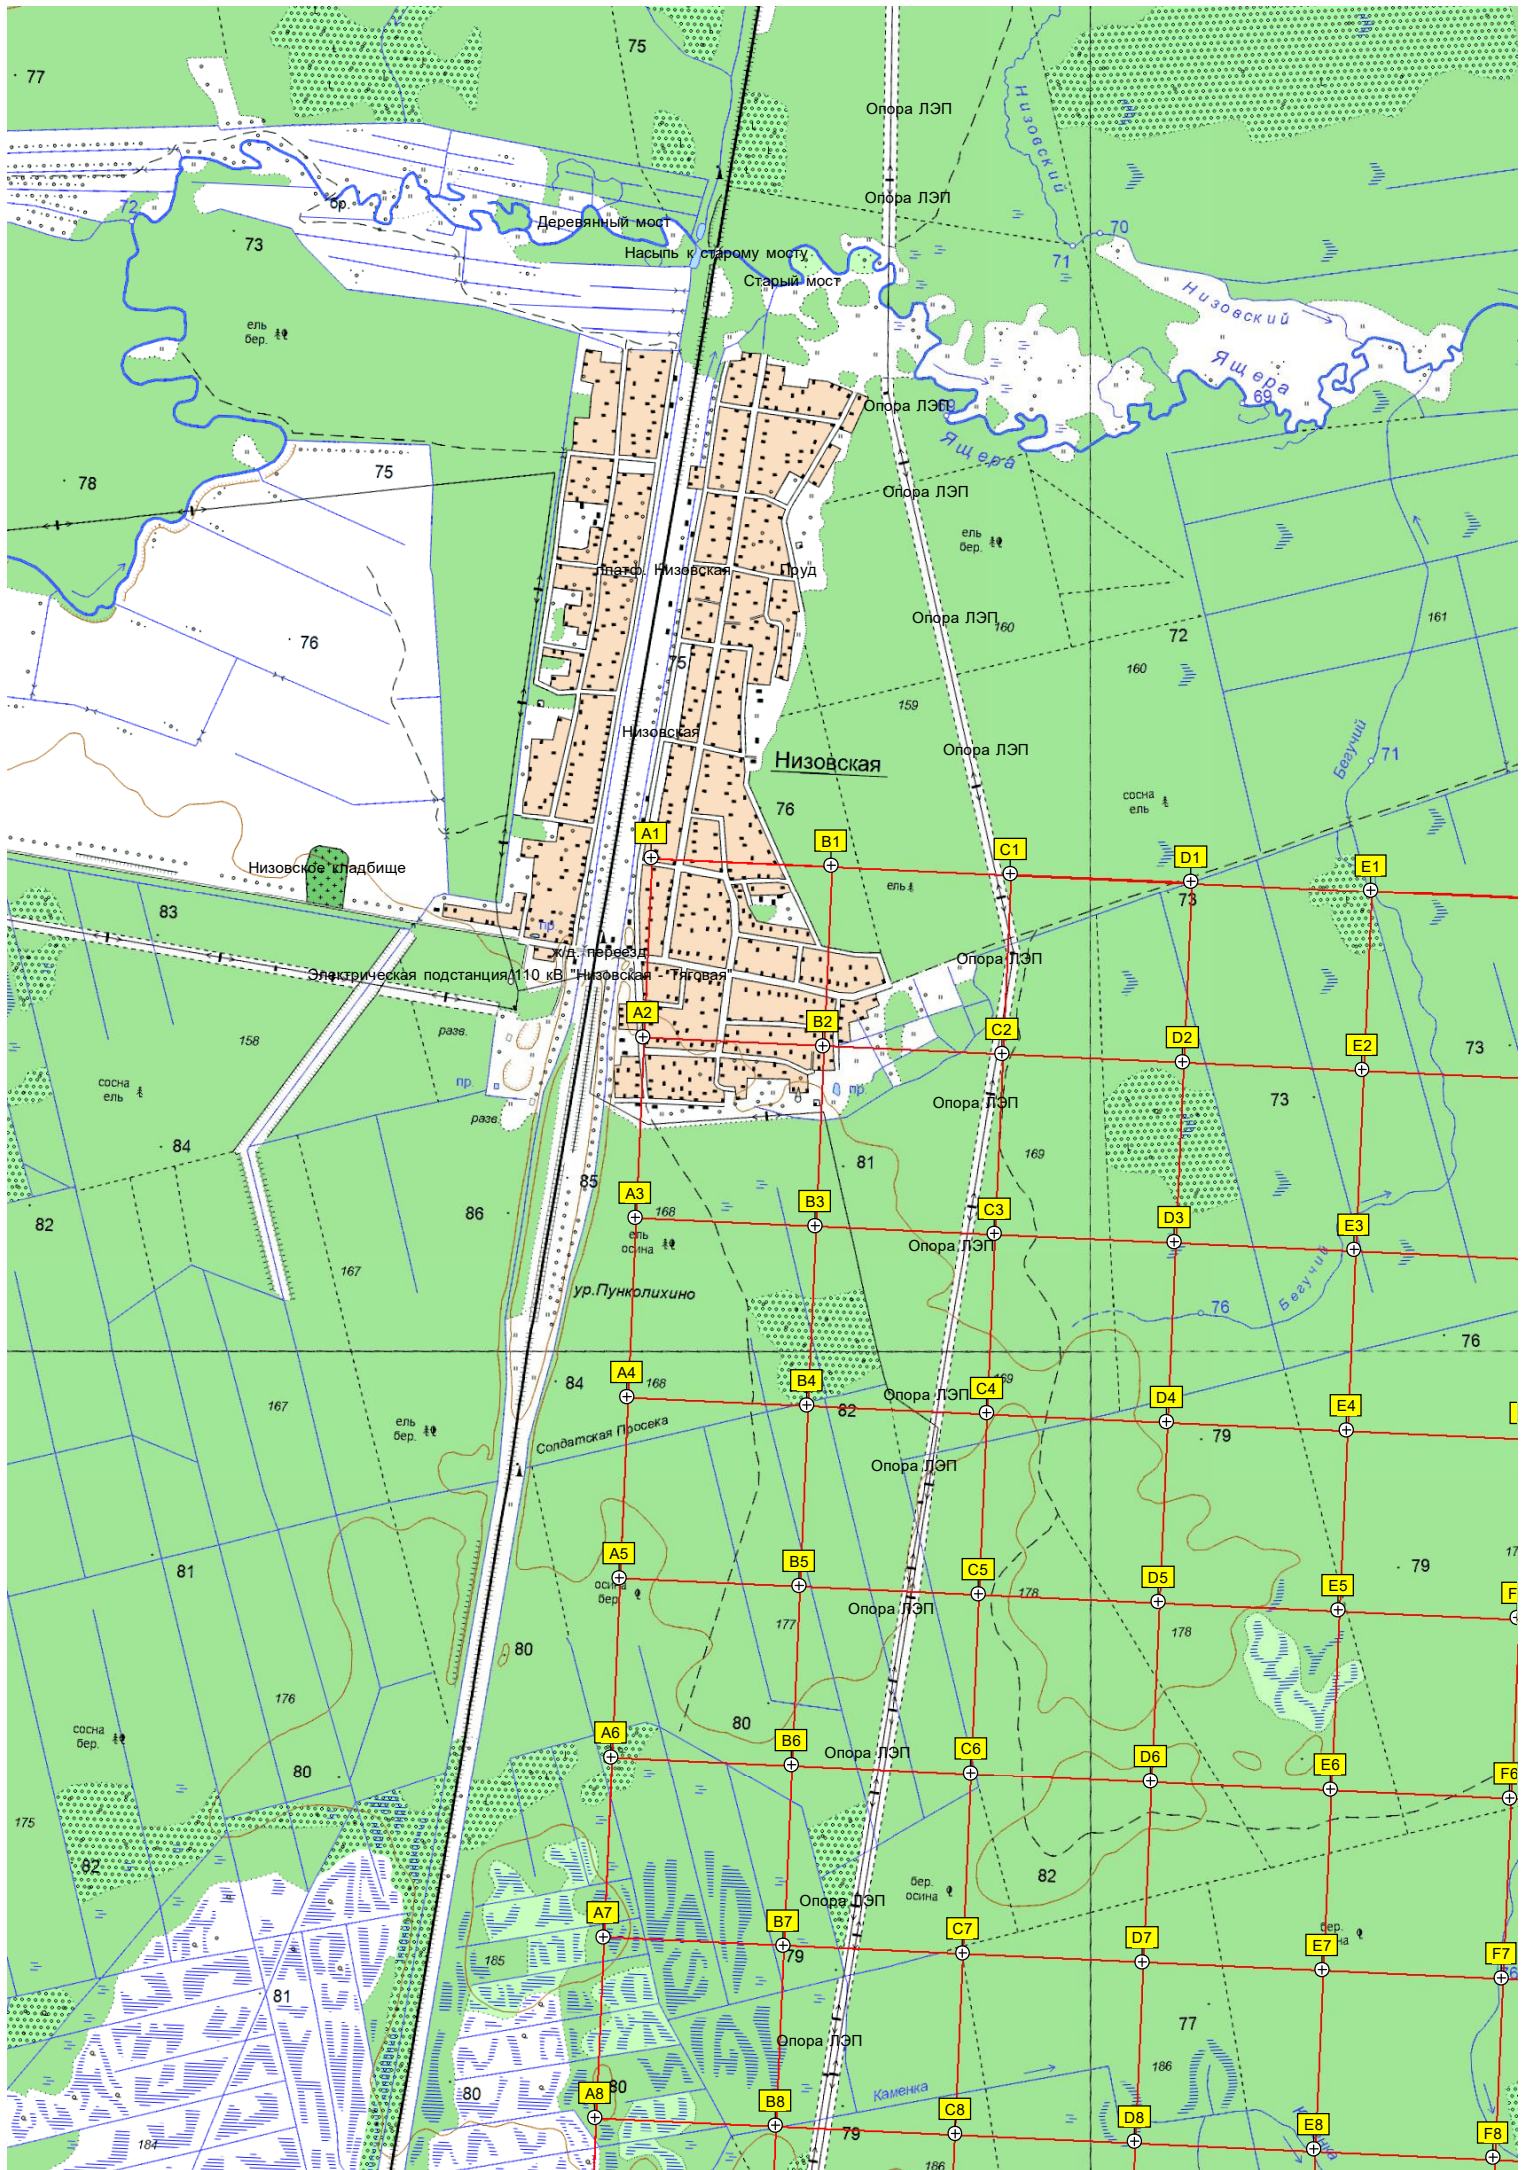 75
77
Опора ЛЭП
Низовский
Опора ЛЭП
72
бр.
70
73
Деревянный мост
Насыпь к старому мосту
71
Старый мост
Низовский
ель
бер.
Ящера
69
Опора ЛЭП
Ящера
75
78
Опора ЛЭП
ель
бер.
платф. Низовская
Пруд
Опора ЛЭП
160
161
76
72
75
160
159
Низовская
Опора ЛЭП
Бегучий
71
Низовская
сосна
ель
76
A1
B1
C1
D1
E1
Низовское кладбище
ель
73
83
пр.
ж/д. переезд
Опора ЛЭП
Электрическая подстанция 110 кВ "Низовская - Тяговая"
A2
B2
C2
D2
E2
разв.
158
73
сосна
ель
пр.
пр.
Опора ЛЭП
73
разв.
84
81
169
85
A3
B3
C3
D3
E3
82
86
168
ель
осина
Опора ЛЭП
167
ур.Пунколихино
Бегучий
76
76
A4
B4
C4
D4
E4
84
168
169
Опора ЛЭП
167
82
ель
бер.
Солдатская Просека
79
Опора ЛЭП
A5
B5
C5
D5
E5
F
81
79
17
осина
бер.
178
Опора ЛЭП
177
178
80
176
80
сосна
бер.
A6
B6
C6
D6
E6
F6
Опора ЛЭП
80
175
82
82
бер.
осина
Опора ЛЭП
A7
B7
C7
D7
E7
F7
бер.
79
185
81
77
Опора ЛЭП
186
80
A8
80
B8
Каменка
C8
D8
E8
F8
79
184
186